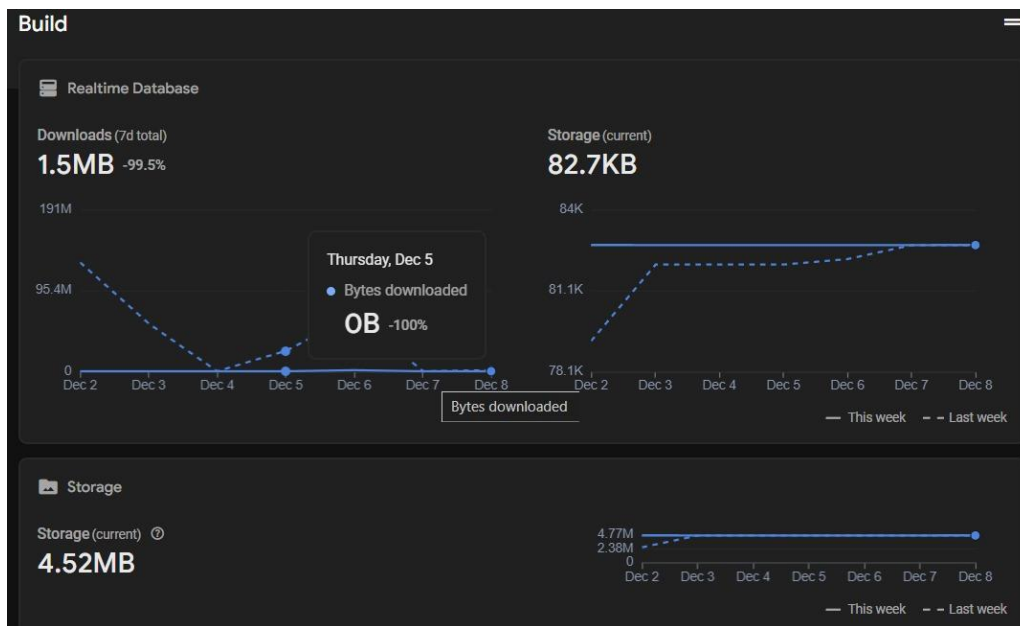 Build
Realtime Database
Downloads (7d total)
1.5MB -99.5%
191M
95.4M
0
Dec 2 Dec 3 Dec 4 Dec 5 Dec 6 Dec 7 Dec 8
Thursday, Dec 5
Bytes downloaded
0B -100%
Bytes downloaded
Storage (current)
82.7KB
84K
81.1K
78.1K
Dec 2 Dec 3 Dec 4 Dec 5 Dec 6 Dec 7 Dec 8
This week Last week
Storage
Storage (current) ?
4.52MB
4.77M
2.38M
0
Dec 2 Dec 3 Dec 4 Dec 5 Dec 6 Dec 7 Dec 8
This week Last week